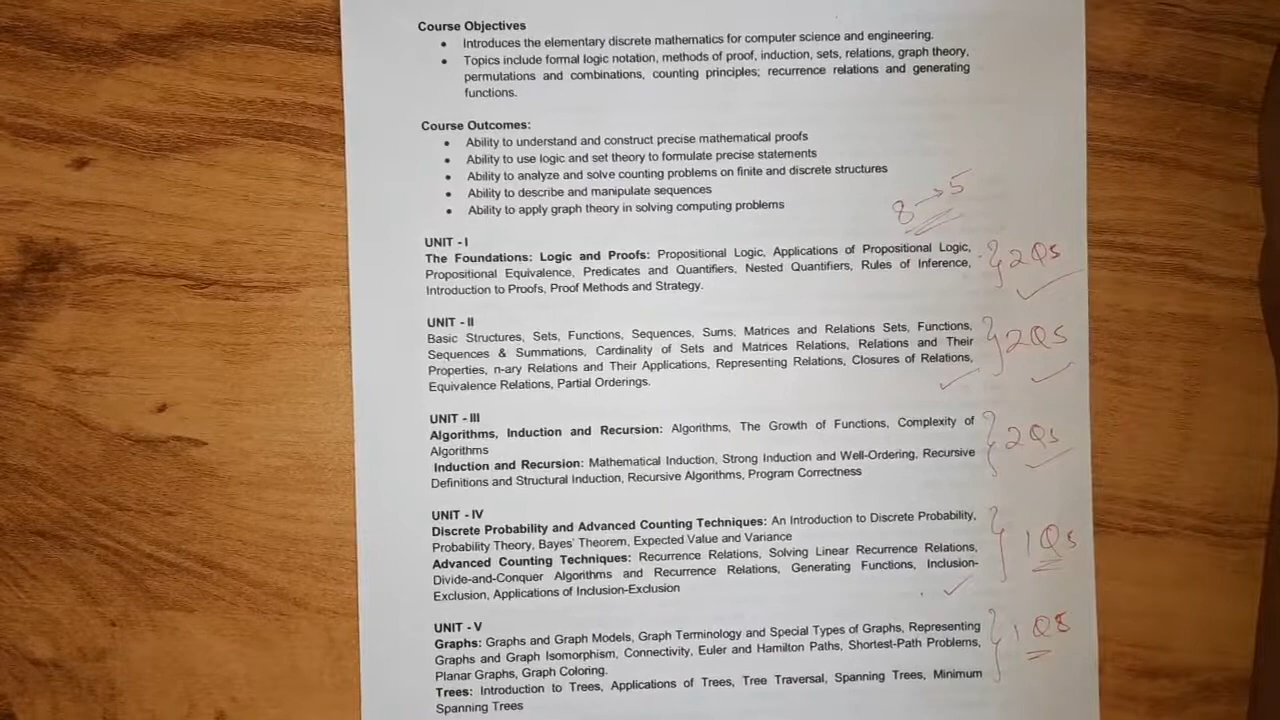 Course Objectives
• Introduces the elementary discrete mathematics for computer science and engineering.
• Topics include formal logic notation, methods of proof, induction, sets, relations, graph theory,
permutations and combinations, counting principles; recurrence relations and generating
functions.
Course Outcomes:
• Ability to understand and construct precise mathematical proofs
• Ability to use logic and set theory to formulate precise statements
• Ability to analyze and solve counting problems on finite and discrete structures
• Ability to describe and manipulate sequences
• Ability to apply graph theory in solving computing problems
8 → 5
UNIT - I
The Foundations: Logic and Proofs: Propositional Logic, Applications of Propositional Logic,
Propositional Equivalence, Predicates and Quantifiers, Nested Quantifiers, Rules of Inference,
Introduction to Proofs, Proof Methods and Strategy.
2Qs
UNIT - II
Basic Structures, Sets, Functions, Sequences, Sums, Matrices and Relations Sets, Functions,
Sequences & Summations, Cardinality of Sets and Matrices Relations, Relations and Their
Properties, n-ary Relations and Their Applications, Representing Relations, Closures of Relations,
Equivalence Relations, Partial Orderings.
2Qs
UNIT - III
Algorithms, Induction and Recursion: Algorithms, The Growth of Functions, Complexity of
Algorithms
Induction and Recursion: Mathematical Induction, Strong Induction and Well-Ordering, Recursive
Definitions and Structural Induction, Recursive Algorithms, Program Correctness
2Qs
UNIT - IV
Discrete Probability and Advanced Counting Techniques: An Introduction to Discrete Probability,
Probability Theory, Bayes' Theorem, Expected Value and Variance
Advanced Counting Techniques: Recurrence Relations, Solving Linear Recurrence Relations,
Divide-and-Conquer Algorithms and Recurrence Relations, Generating Functions, Inclusion-
Exclusion, Applications of Inclusion-Exclusion
1Qs
UNIT - V
Graphs: Graphs and Graph Models, Graph Terminology and Special Types of Graphs, Representing
Graphs and Graph Isomorphism, Connectivity, Euler and Hamilton Paths, Shortest-Path Problems,
Planar Graphs, Graph Coloring.
Trees: Introduction to Trees, Applications of Trees, Tree Traversal, Spanning Trees, Minimum
Spanning Trees
1Qs